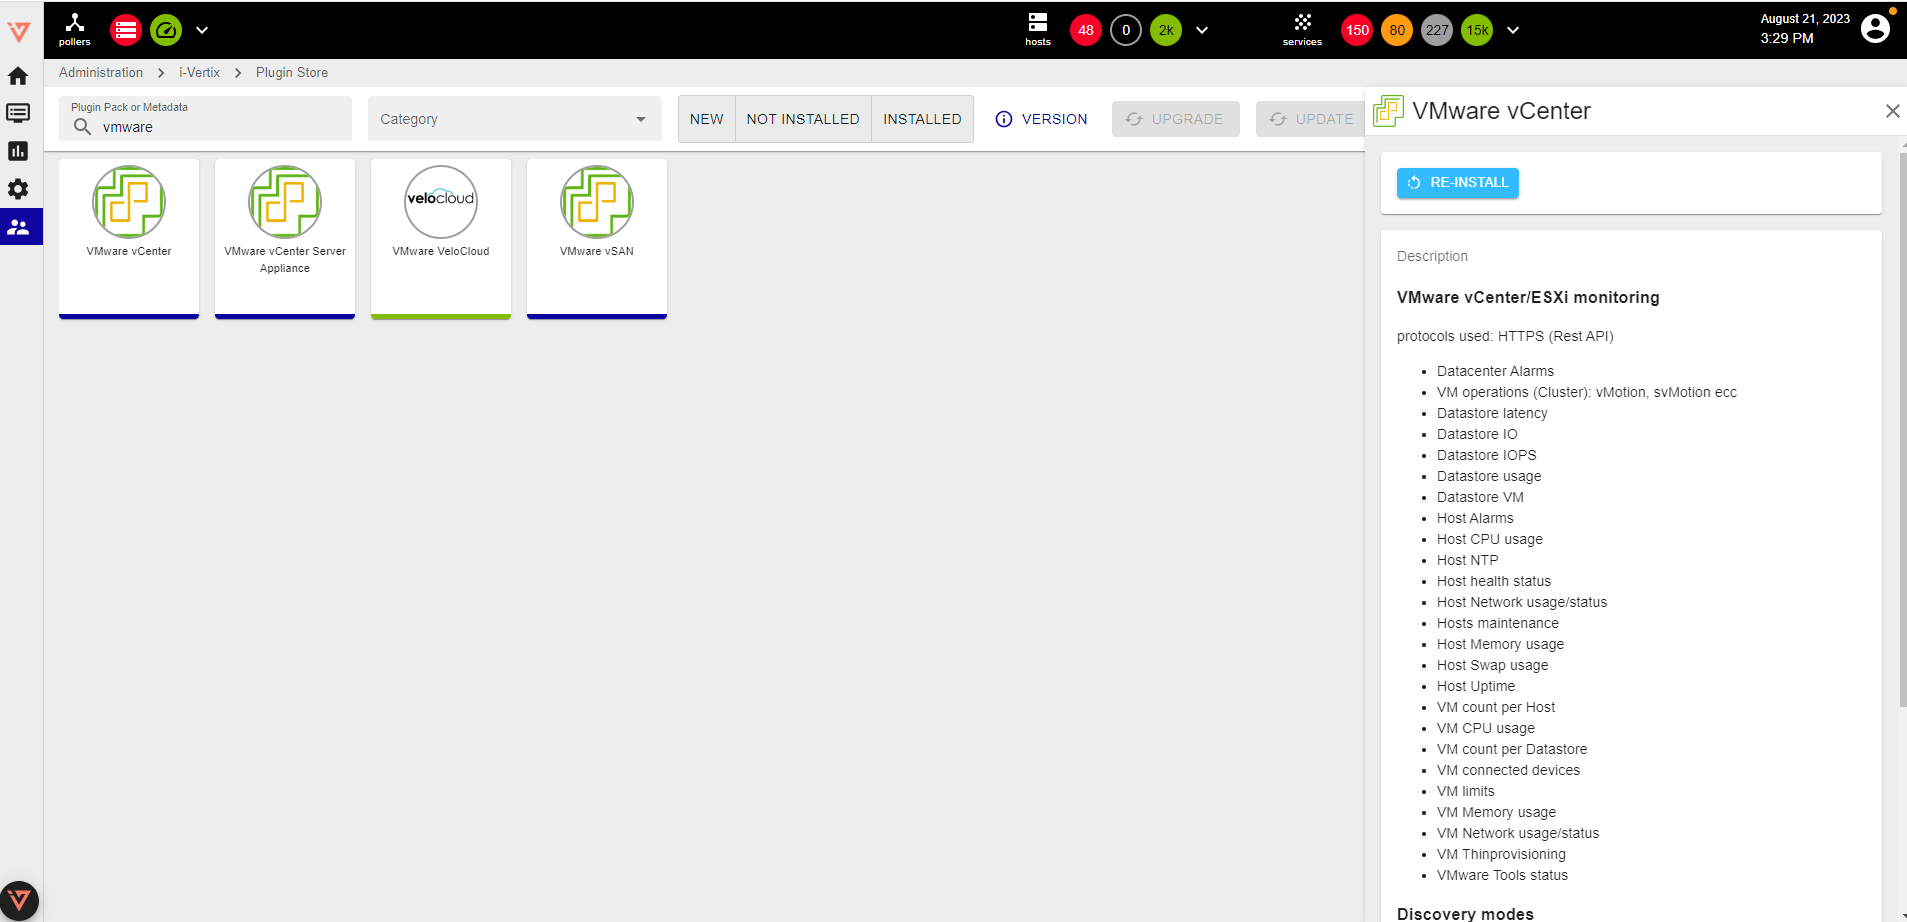 pollers
hosts
48
0
2k
services
150
80
227
15k
August 21, 2023
3:29 PM
Administration
i-Vertix
Plugin Store
Plugin Pack or Metadata
vmware
Category
NEW
NOT INSTALLED
INSTALLED
VERSION
UPGRADE
UPDATE
VMware vCenter
VMware vCenter Server
Appliance
velocloud
VMware VeloCloud
VMware vSAN
VMware vCenter
RE-INSTALL
Description
VMware vCenter/ESXi monitoring
protocols used: HTTPS (Rest API)
Datacenter Alarms
VM operations (Cluster): vMotion, svMotion ecc
Datastore latency
Datastore IO
Datastore IOPS
Datastore usage
Datastore VM
Host Alarms
Host CPU usage
Host NTP
Host health status
Host Network usage/status
Hosts maintenance
Host Memory usage
Host Swap usage
Host Uptime
VM count per Host
VM CPU usage
VM count per Datastore
VM connected devices
VM limits
VM Memory usage
VM Network usage/status
VM Thinprovisioning
VMware Tools status
Discovery modes